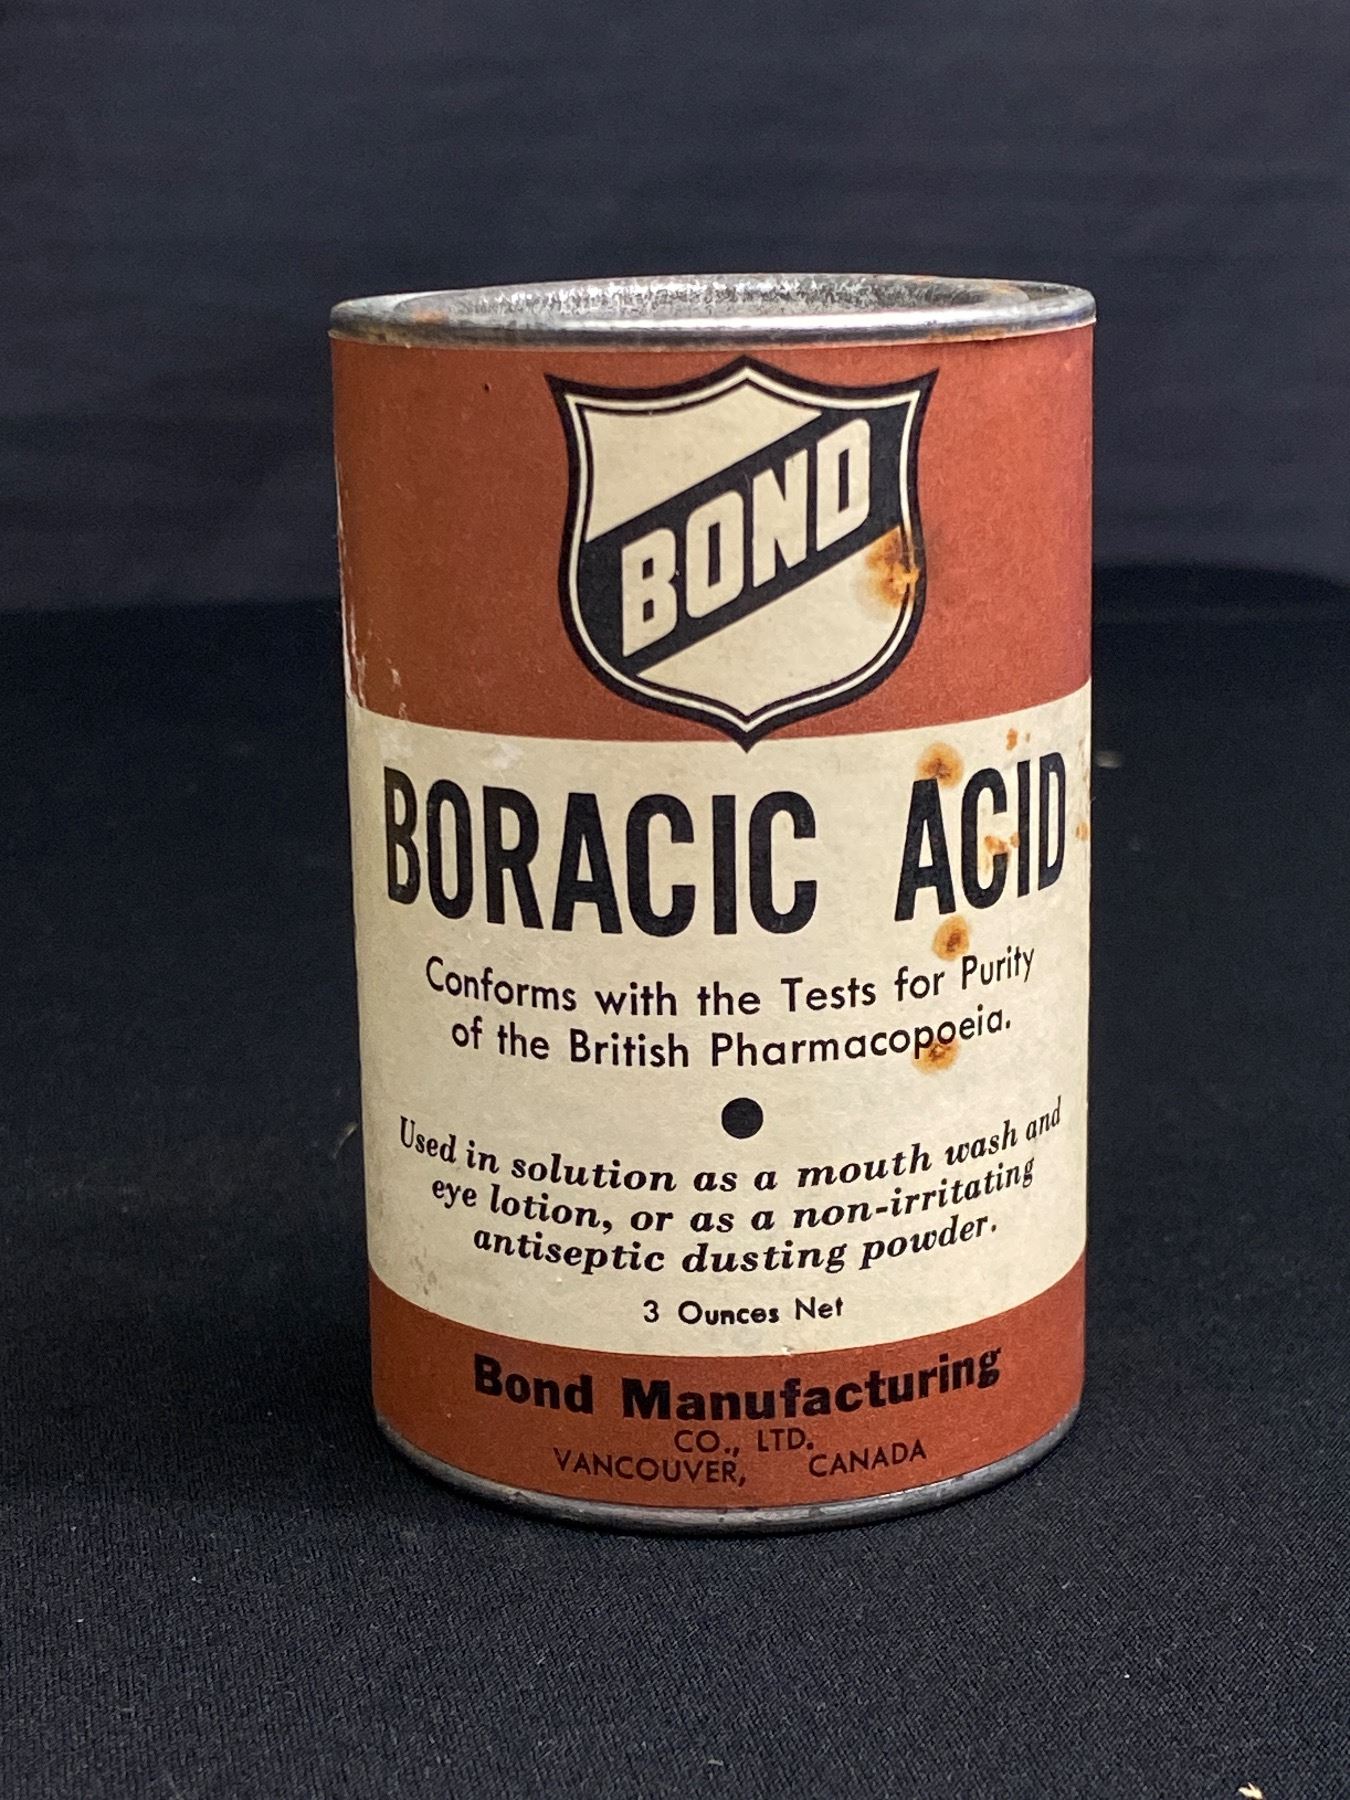 BOND
BORACIC ACID
Conforms with the Tests for Purity
of the British Pharmacopoeia.
Used in solution as a mouth wash and
eye lotion, or as a non-irritating
antiseptic dusting powder.
3 Ounces Net
Bond Manufacturing
CO., LTD.
VANCOUVER, CANADA